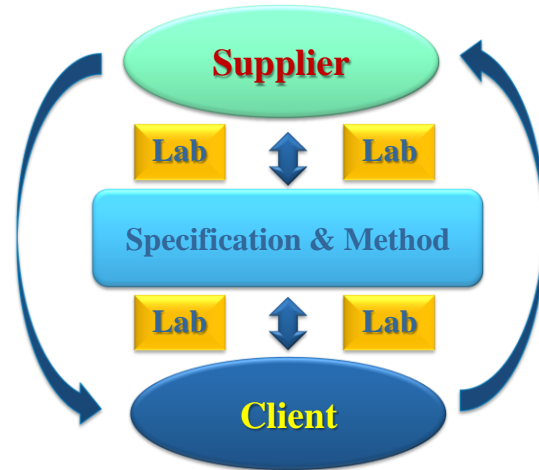 Supplier
Lab Lab
Specification & Method
Lab Lab
Client